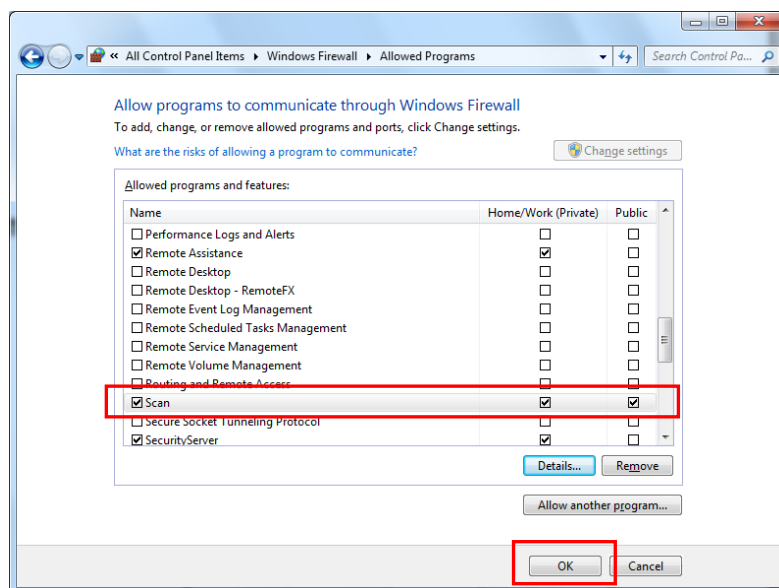 « All Control Panel Items ▸ Windows Firewall ▸ Allowed Programs
Search Control Pa...
Allow programs to communicate through Windows Firewall
To add, change, or remove allowed programs and ports, click Change settings.
What are the risks of allowing a program to communicate?
Change settings
Allowed programs and features:
Name Home/Work (Private) Public
Performance Logs and Alerts
Remote Assistance
Remote Desktop
Remote Desktop - RemoteFX
Remote Event Log Management
Remote Scheduled Tasks Management
Remote Service Management
Remote Volume Management
Routing and Remote Access
Scan
Secure Socket Tunneling Protocol
SecurityServer
Details... Remove
Allow another program...
OK Cancel